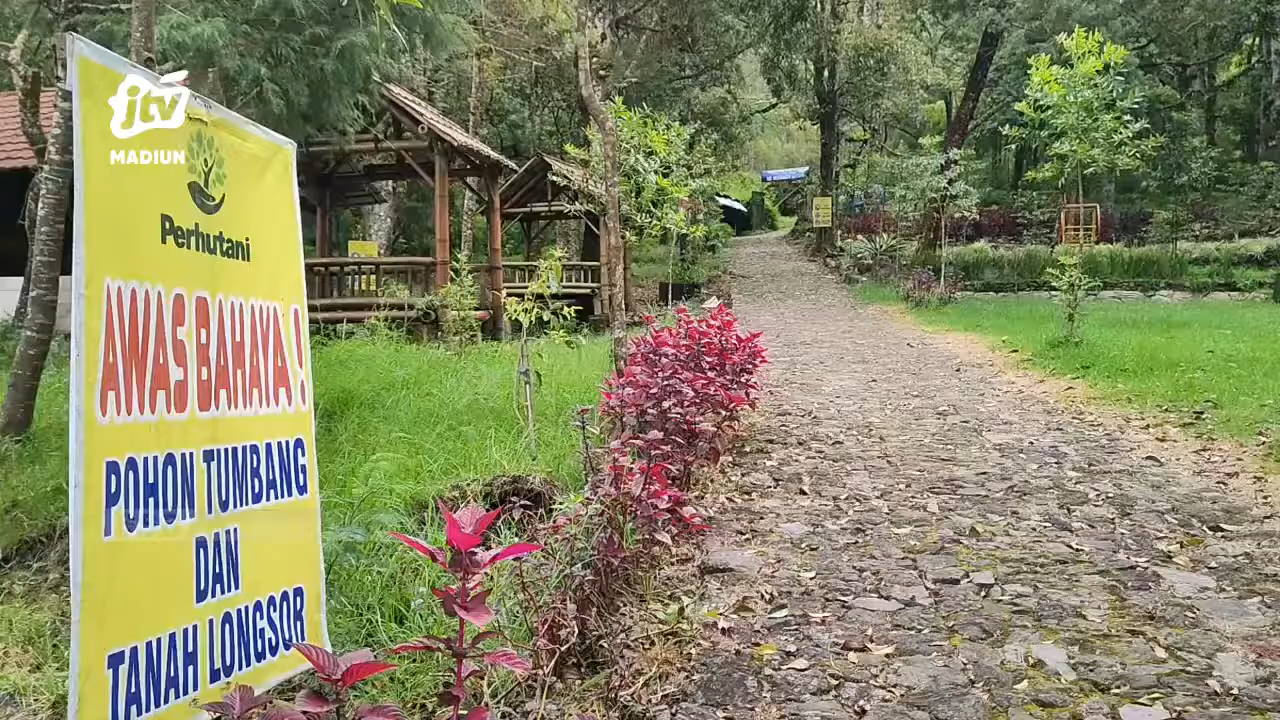 jtv
MADIUN
Perhutani
AWAS BAHAYA !
POHON TUMBANG
DAN
TANAH LONGSOR